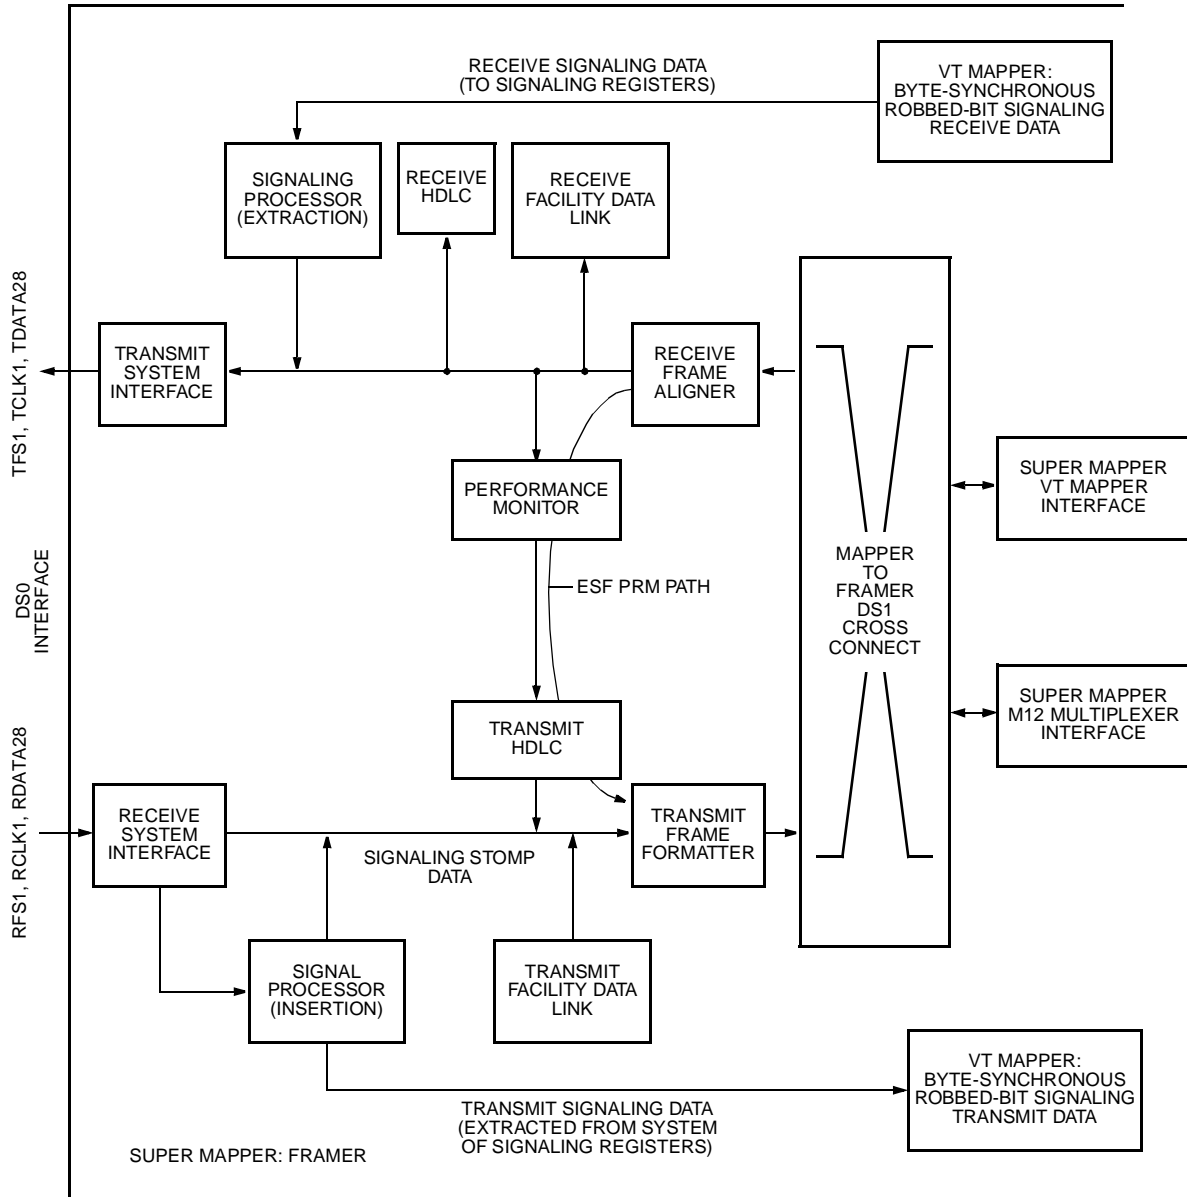 RECEIVE SIGNALING DATA
(TO SIGNALING REGISTERS)
VT MAPPER:
BYTE-SYNCHRONOUS
ROBBED-BIT SIGNALING
RECEIVE DATA
SIGNALING
PROCESSOR
(EXTRACTION)
RECEIVE
HDLC
RECEIVE
FACILITY DATA
LINK
TFS1, TCLK1, TDATA28
TRANSMIT
SYSTEM
INTERFACE
RECEIVE
FRAME
ALIGNER
PERFORMANCE
MONITOR
SUPER MAPPER
VT MAPPER
INTERFACE
DS0
INTERFACE
ESF PRM PATH
MAPPER
TO
FRAMER
DS1
CROSS
CONNECT
TRANSMIT
HDLC
SUPER MAPPER
M12 MULTIPLEXER
INTERFACE
RFS1, RCLK1, RDATA28
RECEIVE
SYSTEM
INTERFACE
SIGNALING STOMP
DATA
TRANSMIT
FRAME
FORMATTER
SIGNAL
PROCESSOR
(INSERTION)
TRANSMIT
FACILITY DATA
LINK
VT MAPPER:
BYTE-SYNCHRONOUS
ROBBED-BIT SIGNALING
TRANSMIT DATA
TRANSMIT SIGNALING DATA
(EXTRACTED FROM SYSTEM
OF SIGNALING REGISTERS)
SUPER MAPPER: FRAMER